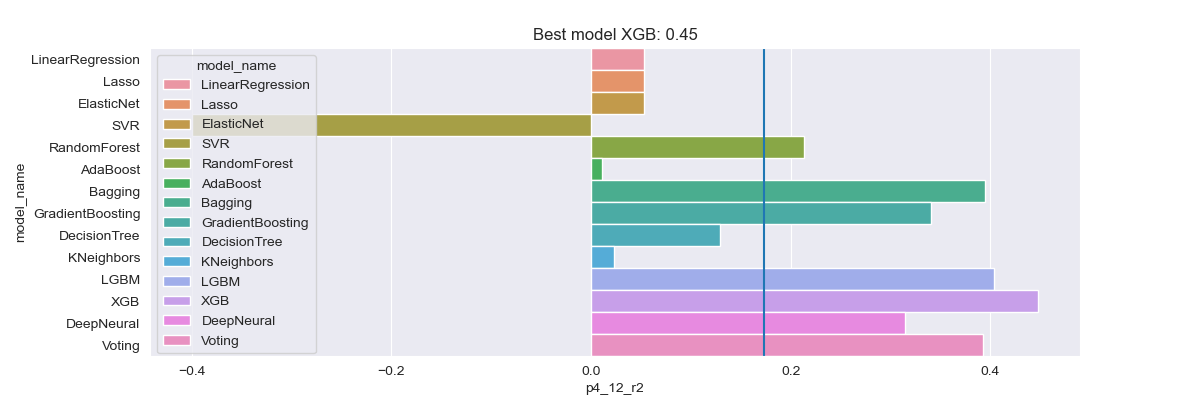 Best model XGB: 0.45
LinearRegression
Lasso
ElasticNet
SVR
RandomForest
AdaBoost
Bagging
GradientBoosting
DecisionTree
KNeighbors
LGBM
XGB
DeepNeural
Voting
model_name
model_name
LinearRegression
Lasso
ElasticNet
SVR
RandomForest
AdaBoost
Bagging
GradientBoosting
DecisionTree
KNeighbors
LGBM
XGB
DeepNeural
Voting
−0.4 −0.2 0.0 0.2 0.4
p4_12_r2